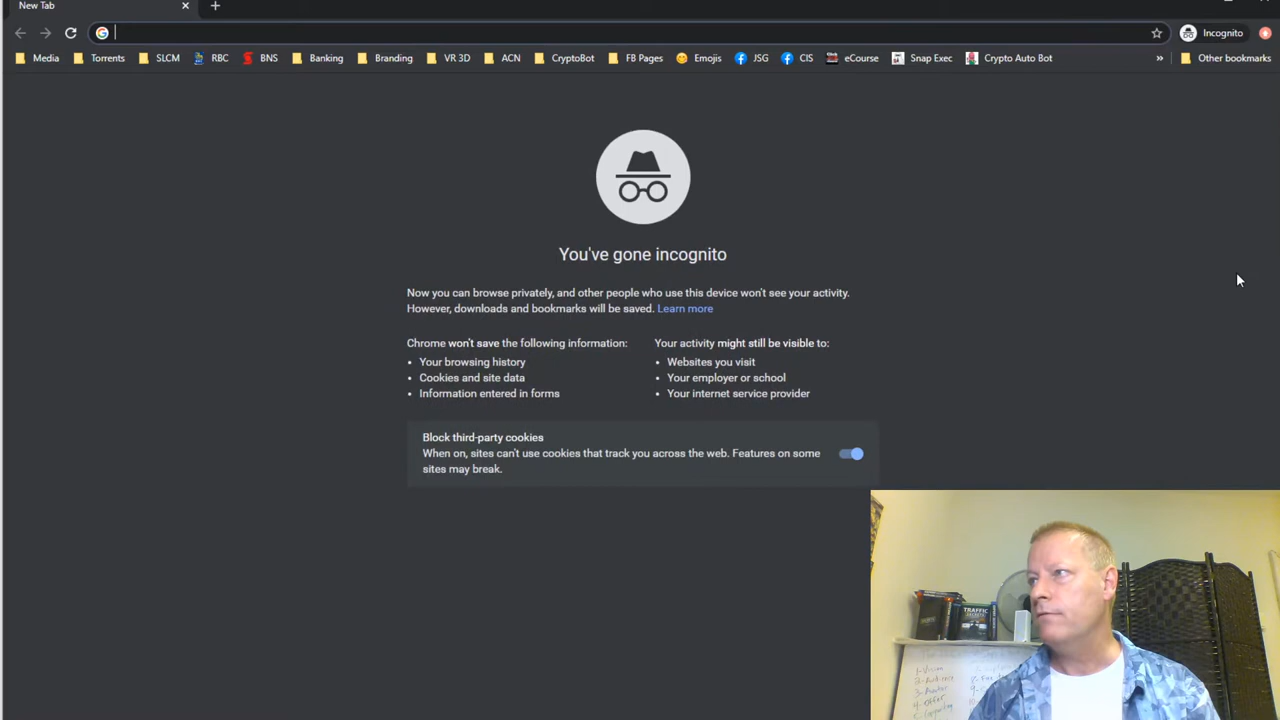 New Tab
Incognito
Media Torrents SLCM RBC BNS Banking Branding VR 3D ACN CryptoBot FB Pages Emojis JSG CIS eCourse Snap Exec Crypto Auto Bot » Other bookmarks
You've gone incognito
Now you can browse privately, and other people who use this device won't see your activity.
However, downloads and bookmarks will be saved. Learn more
Chrome won't save the following information:
• Your browsing history
• Cookies and site data
• Information entered in forms
Your activity might still be visible to:
• Websites you visit
• Your employer or school
• Your internet service provider
Block third-party cookies
When on, sites can't use cookies that track you across the web. Features on some
sites may break.
TRAFFIC
SECRETS
1-Vision